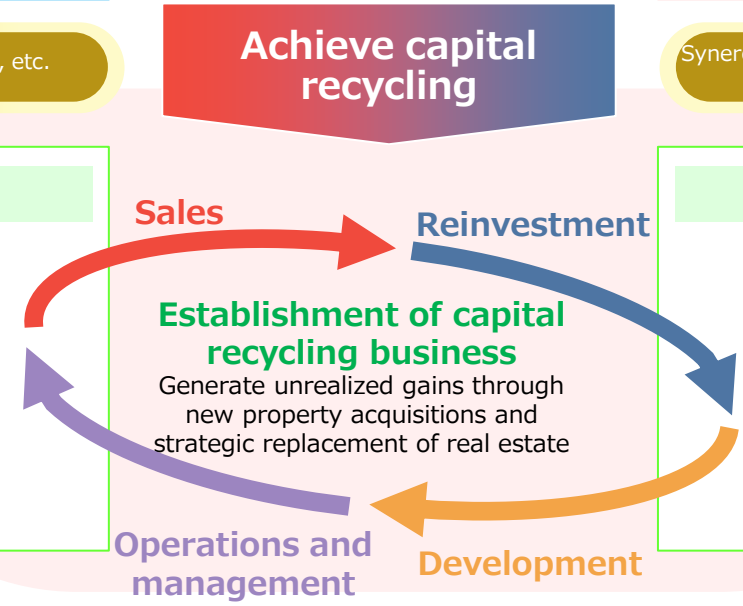 , etc.
Achieve capital
recycling
Sales
Reinvestment
Establishment of capital
recycling business
Generate unrealized gains through
new property acquisitions and
strategic replacement of real estate
Operations and
management
Development